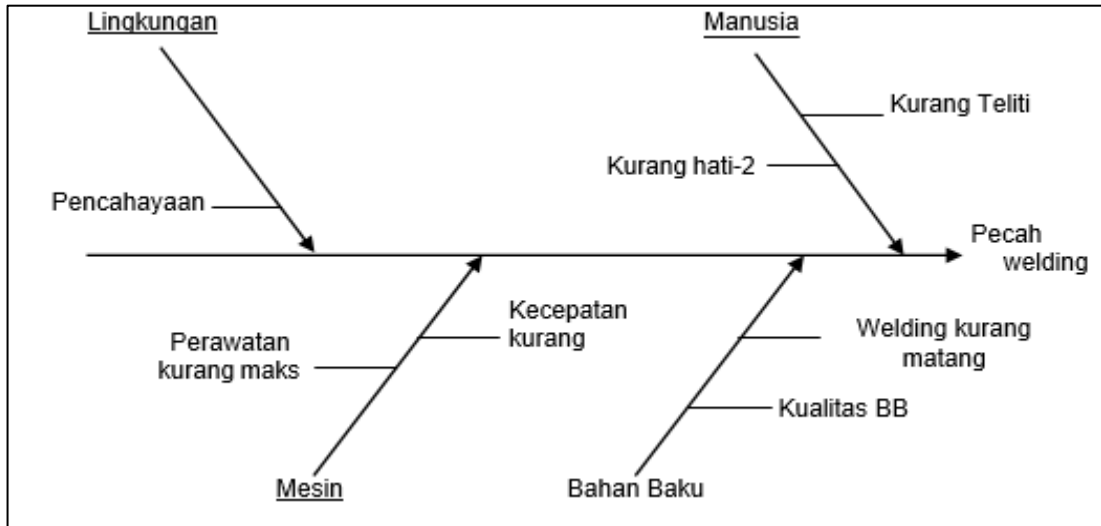 Lingkungan
Manusia
Kurang Teliti
Kurang hati-2
Pencahayaan
Pecah
welding
Kecepatan
kurang
Perawatan
kurang maks
Welding kurang
matang
Kualitas BB
Mesin
Bahan Baku